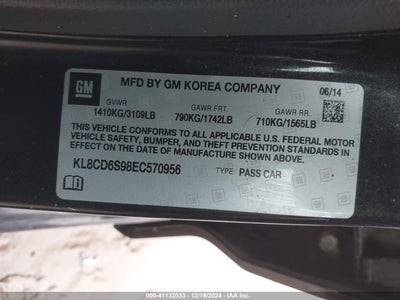 GM
MFD BY GM KOREA COMPANY
06/14
GVWR GAWR FRT GAWR RR
1410KG/3109LB 790KG/1742LB 710KG/1565LB
THIS VEHICLE CONFORMS TO ALL APPLICABLE U.S. FEDERAL MOTOR
VEHICLE SAFETY, BUMPER, AND THEFT PREVENTION STANDARDS IN
EFFECT ON THE DATE OF MANUFACTURE SHOWN ABOVE.
KL8CD6S98EC570956 TYPE: PASS CAR
000-41132033 - 12/19/2024 - IAA Inc.